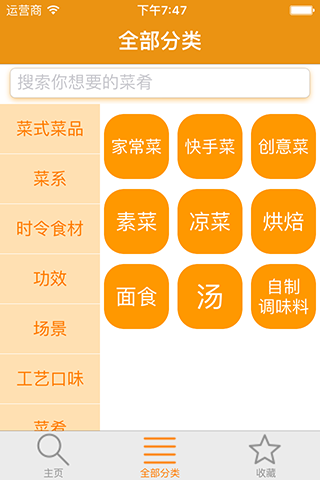 运营商 下午7:47
全部分类
搜索你想要的菜肴
菜式菜品
菜系
时令食材
功效
场景
工艺口味
菜肴
家常菜 快手菜 创意菜
素菜 凉菜 烘焙
面食 汤 自制
调味料
主页 全部分类 收藏